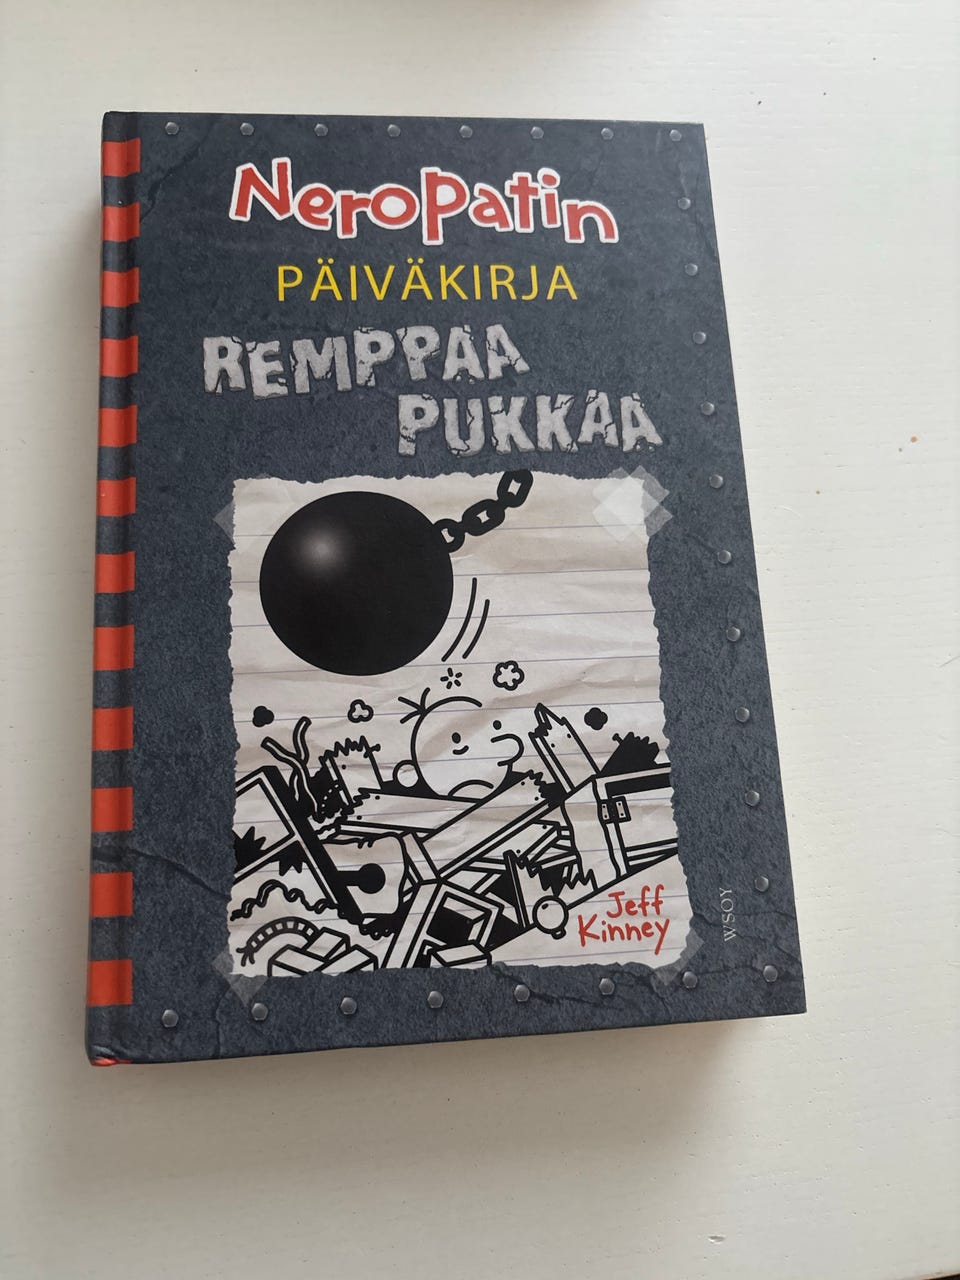 Neropatin
PÄIVÄKIRJA
REMPPAA
PUKKAA
Jeff
Kinney
WSOY